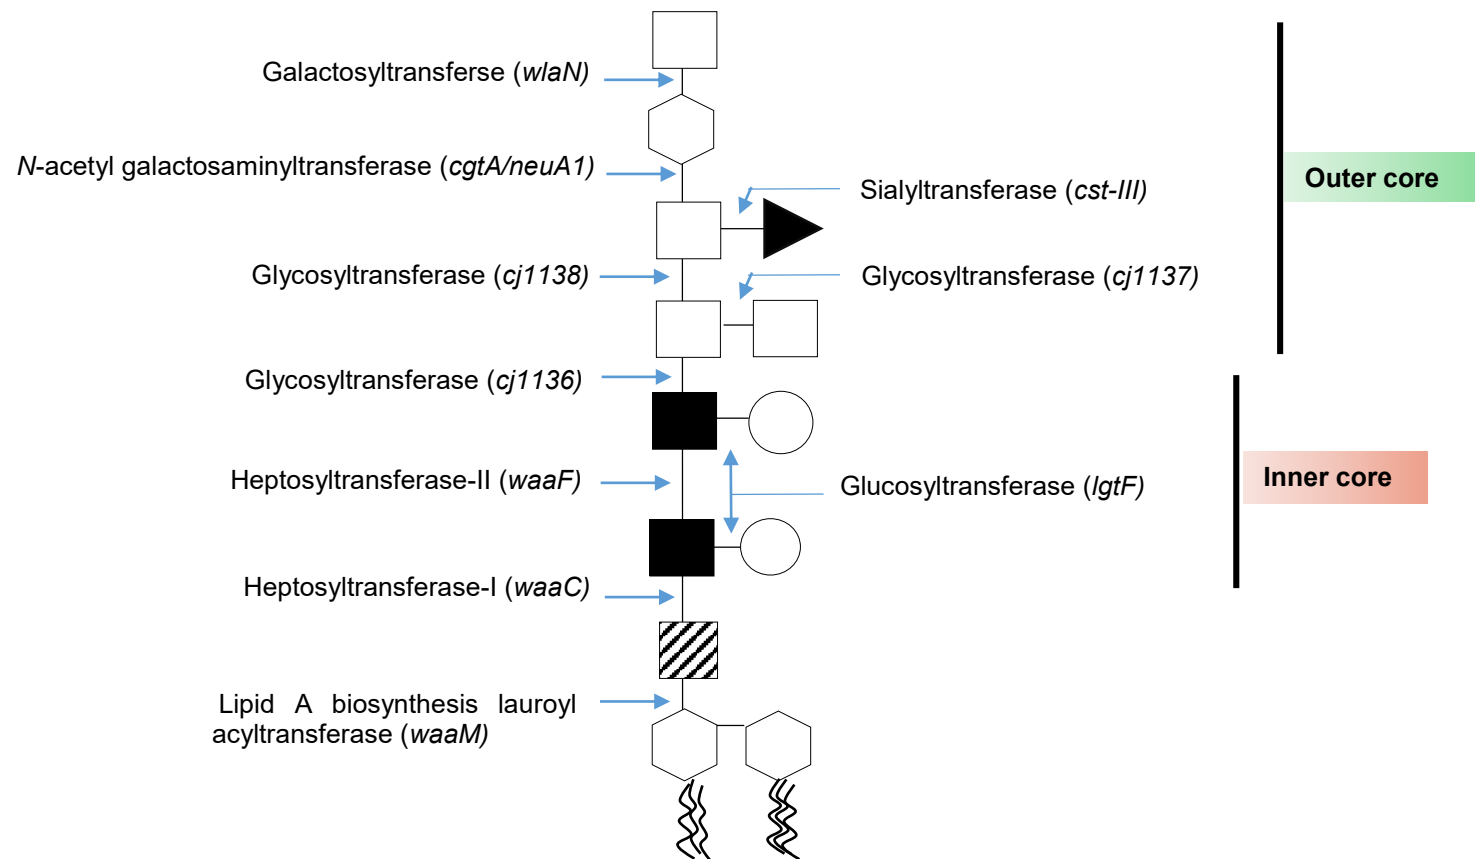 Galactosyltransferse (wlaN)
N-acetyl galactosaminyltransferase (cgtA/neuA1)
Sialyltransferase (cst-III)
Outer core
Glycosyltransferase (cj1138)
Glycosyltransferase (cj1137)
Glycosyltransferase (cj1136)
Heptosyltransferase-II (waaF)
Glucosyltransferase (lgtF)
Inner core
Heptosyltransferase-I (waaC)
Lipid A biosynthesis lauroyl
acyltransferase (waaM)